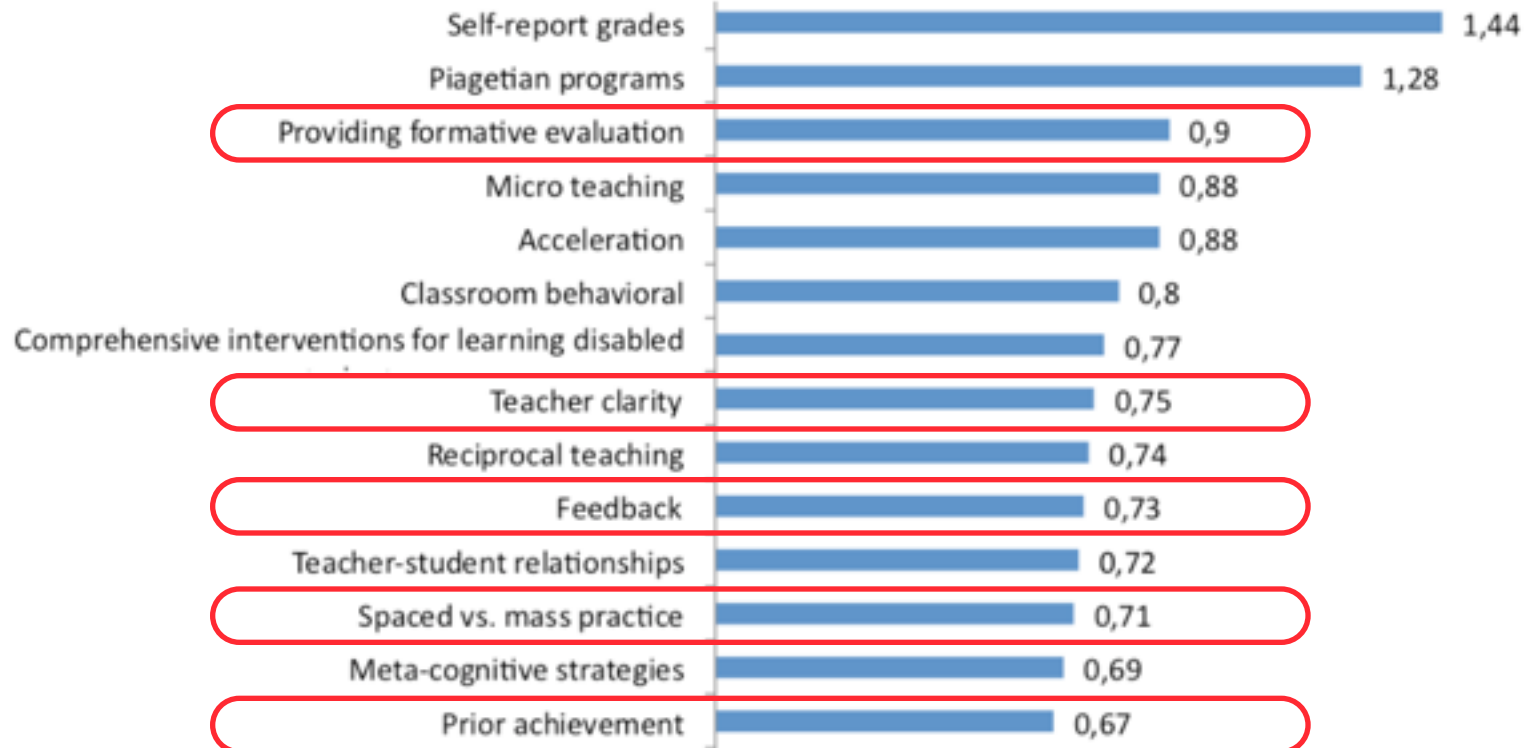 Self-report grades 1,44
Piagetian programs 1,28
Providing formative evaluation 0,9
Micro teaching 0,88
Acceleration 0,88
Classroom behavioral 0,8
Comprehensive interventions for learning disabled 0,77
Teacher clarity 0,75
Reciprocal teaching 0,74
Feedback 0,73
Teacher-student relationships 0,72
Spaced vs. mass practice 0,71
Meta-cognitive strategies 0,69
Prior achievement 0,67